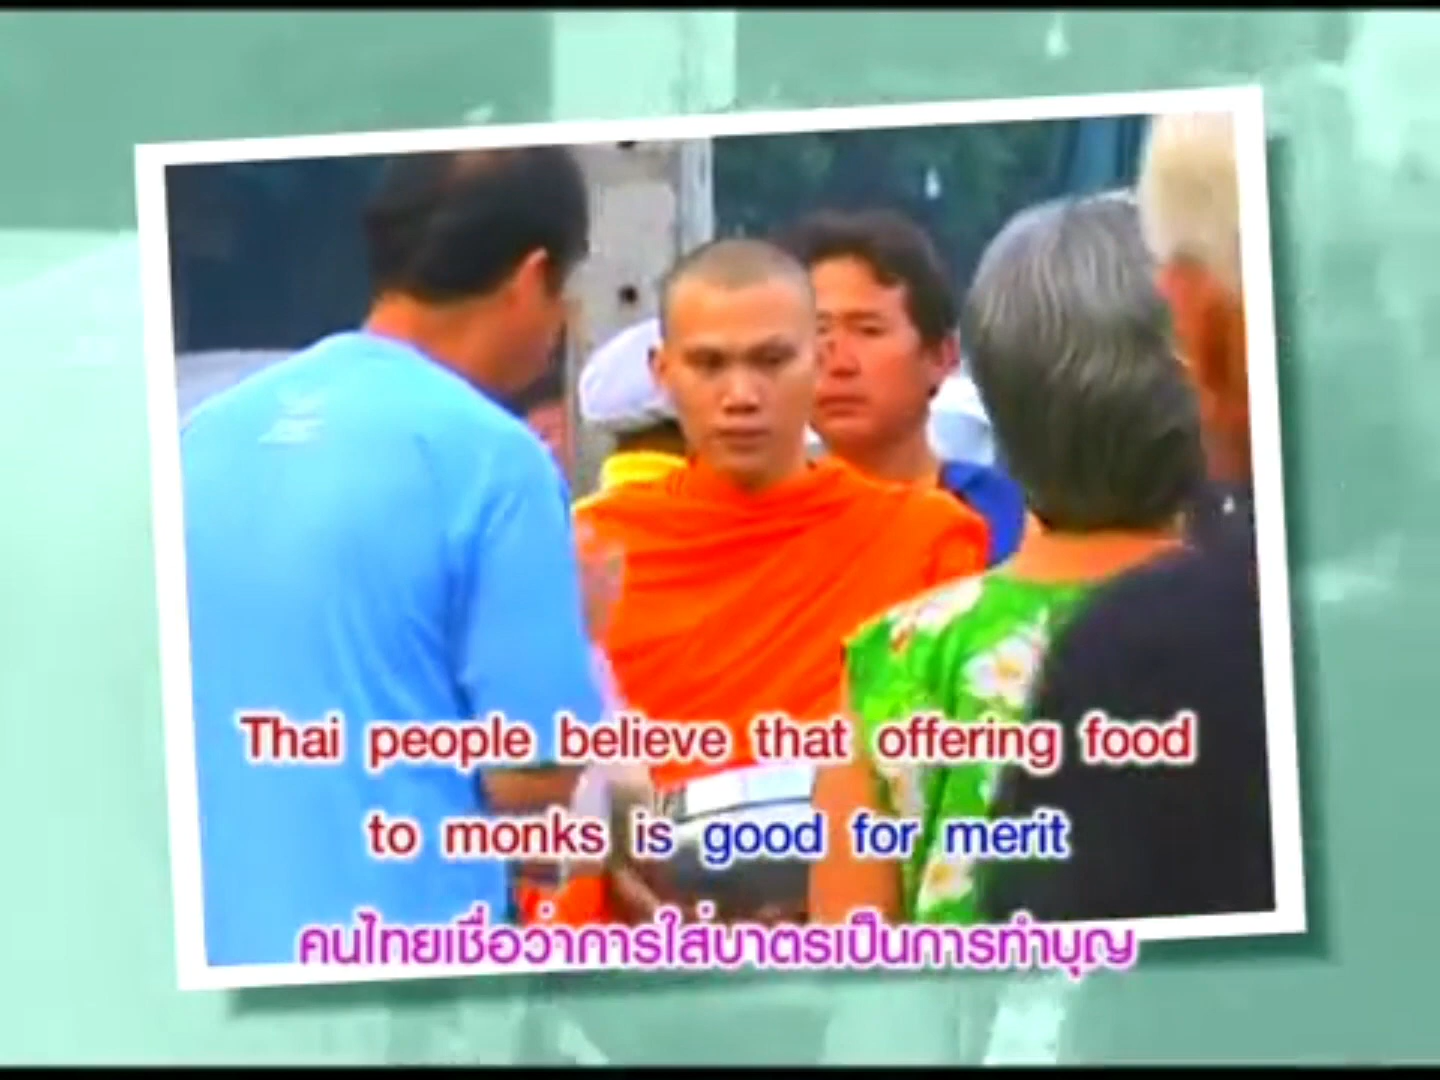 Thai people believe that offering food
to monks is good for merit
คนไทยเชื่อว่าการใส่บาตรเป็นการทำบุญ